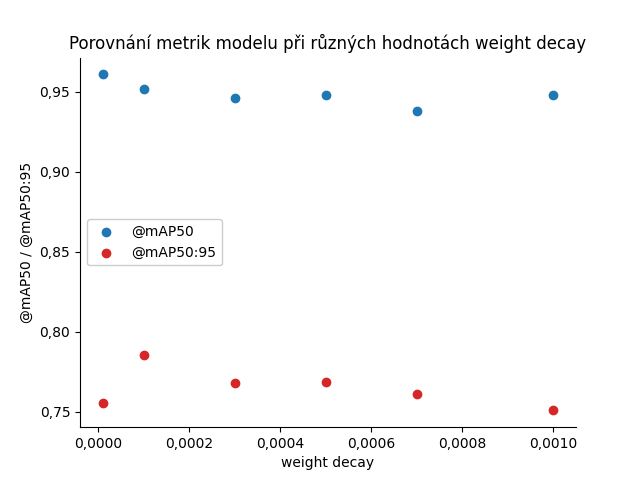 Porovnání metrik modelu při různých hodnotách weight decay
@mAP50 / @mAP50:95
0,95
0,90
0,85
0,80
0,75
@mAP50
@mAP50:95
0,0000
0,0002
0,0004
0,0006
0,0008
0,0010
weight decay